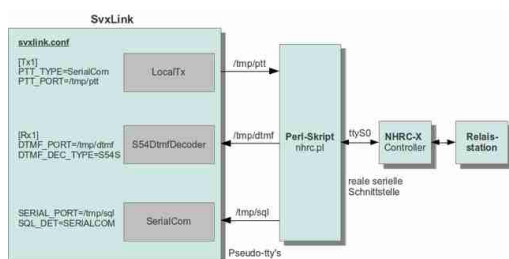 SvxLink
svxlink.conf
[Tx1]
PTT_TYPE=SerialCom
PTT_PORT=/tmp/ptt
LocalTx
/tmp/ptt
[Rx1]
DTMF_PORT=/tmp/dtmf
DTMF_DEC_TYPE=S54S
S54DtmfDecoder
/tmp/dtmf
Perl-Skript
nhrc.pl
ttyS0
NHRC-X
Controller
Relais-
station
reale serielle
Schnittstelle
SERIAL_PORT=/tmp/sql
SQL_DET=SERIALCOM
SerialCom
/tmp/sql
Pseudo-tty's